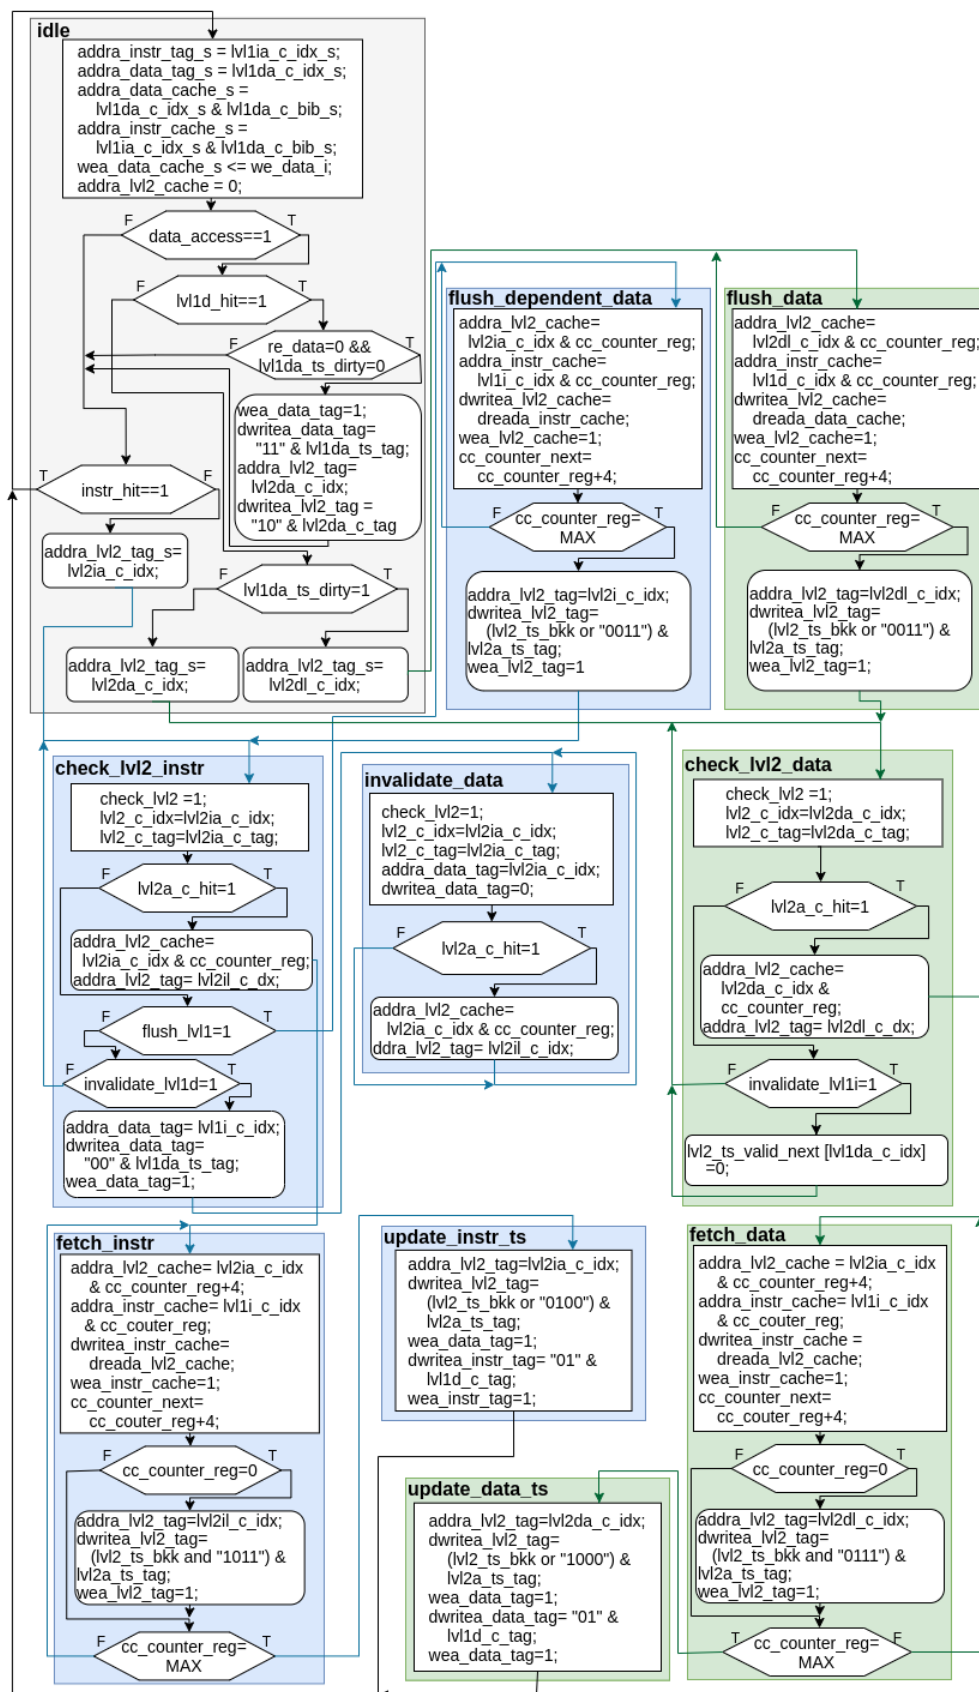 idle
addra_instr_tag_s = lvl1ia_c_idx_s;
addra_data_tag_s = lvl1da_c_idx_s;
addra_data_cache_s =
lvl1da_c_idx_s & lvl1da_c_bib_s;
addra_instr_cache_s =
lvl1ia_c_idx_s & lvl1da_c_bib_s;
wea_data_cache_s <= we_data_i;
addra_lvl2_cache = 0;
F
T
data_access==1
F
T
lvl1d_hit==1
F
T
re_data=0 &&
lvl1da_ts_dirty=0
wea_data_tag=1;
dwritea_data_tag=
"11" & lvl1da_ts_tag;
addra_lvl2_tag=
lvl2da_c_idx;
dwritea_lvl2_tag =
"10" & lvl2da_c_tag
T
F
instr_hit==1
addra_lvl2_tag_s=
lvl2ia_c_idx;
F
T
lvl1da_ts_dirty=1
addra_lvl2_tag_s=
lvl2da_c_idx;
addra_lvl2_tag_s=
lvl2dl_c_idx;
flush_dependent_data
addra_lvl2_cache=
lvl2ia_c_idx & cc_counter_reg;
addra_instr_cache=
lvl1i_c_idx & cc_counter_reg;
dwritea_lvl2_cache=
dreada_instr_cache;
wea_lvl2_cache=1;
cc_counter_next=
cc_counter_reg+4;
F
T
cc_counter_reg=
MAX
addra_lvl2_tag=lvl2i_c_idx;
dwritea_lvl2_tag=
(lvl2_ts_bkk or "0011") &
lvl2a_ts_tag;
wea_lvl2_tag=1
flush_data
addra_lvl2_cache=
lvl2dl_c_idx & cc_counter_reg;
addra_instr_cache=
lvl1d_c_idx & cc_counter_reg;
dwritea_lvl2_cache=
dreada_data_cache;
wea_lvl2_cache=1;
cc_counter_next=
cc_counter_reg+4;
F
T
cc_counter_reg=
MAX
addra_lvl2_tag=lvl2dl_c_idx;
dwritea_lvl2_tag=
(lvl2_ts_bkk or "0011") &
lvl2a_ts_tag;
wea_lvl2_tag=1;
check_lvl2_instr
check_lvl2 =1;
lvl2_c_idx=lvl2ia_c_idx;
lvl2_c_tag=lvl2ia_c_tag;
F
T
lvl2a_c_hit=1
addra_lvl2_cache=
lvl2ia_c_idx & cc_counter_reg;
addra_lvl2_tag= lvl2il_c_dx;
F
T
flush_lvl1=1
F
T
invalidate_lvl1d=1
addra_data_tag= lvl1i_c_idx;
dwritea_data_tag=
"00" & lvl1da_ts_tag;
wea_data_tag=1;
invalidate_data
check_lvl2=1;
lvl2_c_idx=lvl2ia_c_idx;
lvl2_c_tag=lvl2ia_c_tag;
addra_data_tag=lvl2ia_c_idx;
dwritea_data_tag=0;
F
T
lvl2a_c_hit=1
addra_lvl2_cache=
lvl2ia_c_idx & cc_counter_reg;
ddra_lvl2_tag= lvl2il_c_idx;
check_lvl2_data
check_lvl2 =1;
lvl2_c_idx=lvl2da_c_idx;
lvl2_c_tag=lvl2da_c_tag;
F
T
lvl2a_c_hit=1
addra_lvl2_cache=
lvl2da_c_idx &
cc_counter_reg;
addra_lvl2_tag= lvl2dl_c_dx;
F
T
invalidate_lvl1i=1
lvl2_ts_valid_next [lvl1da_c_idx]
=0;
fetch_instr
addra_lvl2_cache= lvl2ia_c_idx
& cc_counter_reg+4;
addra_instr_cache= lvl1i_c_idx
& cc_couter_reg;
dwritea_instr_cache=
dreada_lvl2_cache;
wea_instr_cache=1;
cc_counter_next=
cc_couter_reg+4;
F
T
cc_counter_reg=0
addra_lvl2_tag=lvl2il_c_idx;
dwritea_lvl2_tag=
(lvl2_ts_bkk and "1011") &
lvl2a_ts_tag;
wea_lvl2_tag=1;
F
T
cc_counter_reg=
MAX
update_instr_ts
addra_lvl2_tag=lvl2ia_c_idx;
dwritea_lvl2_tag=
(lvl2_ts_bkk or "0100") &
lvl2a_ts_tag;
wea_data_tag=1;
dwritea_instr_tag= "01" &
lvl1d_c_tag;
wea_instr_tag=1;
update_data_ts
addra_lvl2_tag=lvl2da_c_idx;
dwritea_lvl2_tag=
(lvl2_ts_bkk or "1000") &
lvl2a_ts_tag;
wea_data_tag=1;
dwritea_data_tag= "01" &
lvl1d_c_tag;
wea_data_tag=1;
fetch_data
addra_lvl2_cache = lvl2ia_c_idx
& cc_counter_reg+4;
addra_instr_cache= lvl1i_c_idx
& cc_couter_reg;
dwritea_instr_cache =
dreada_lvl2_cache;
wea_instr_cache=1;
cc_counter_next=
cc_couter_reg+4;
F
T
cc_counter_reg=0
addra_lvl2_tag=lvl2dl_c_idx;
dwritea_lvl2_tag=
(lvl2_ts_bkk and "0111") &
lvl2a_ts_tag;
wea_lvl2_tag=1;
T
F
cc_counter_reg=
MAX